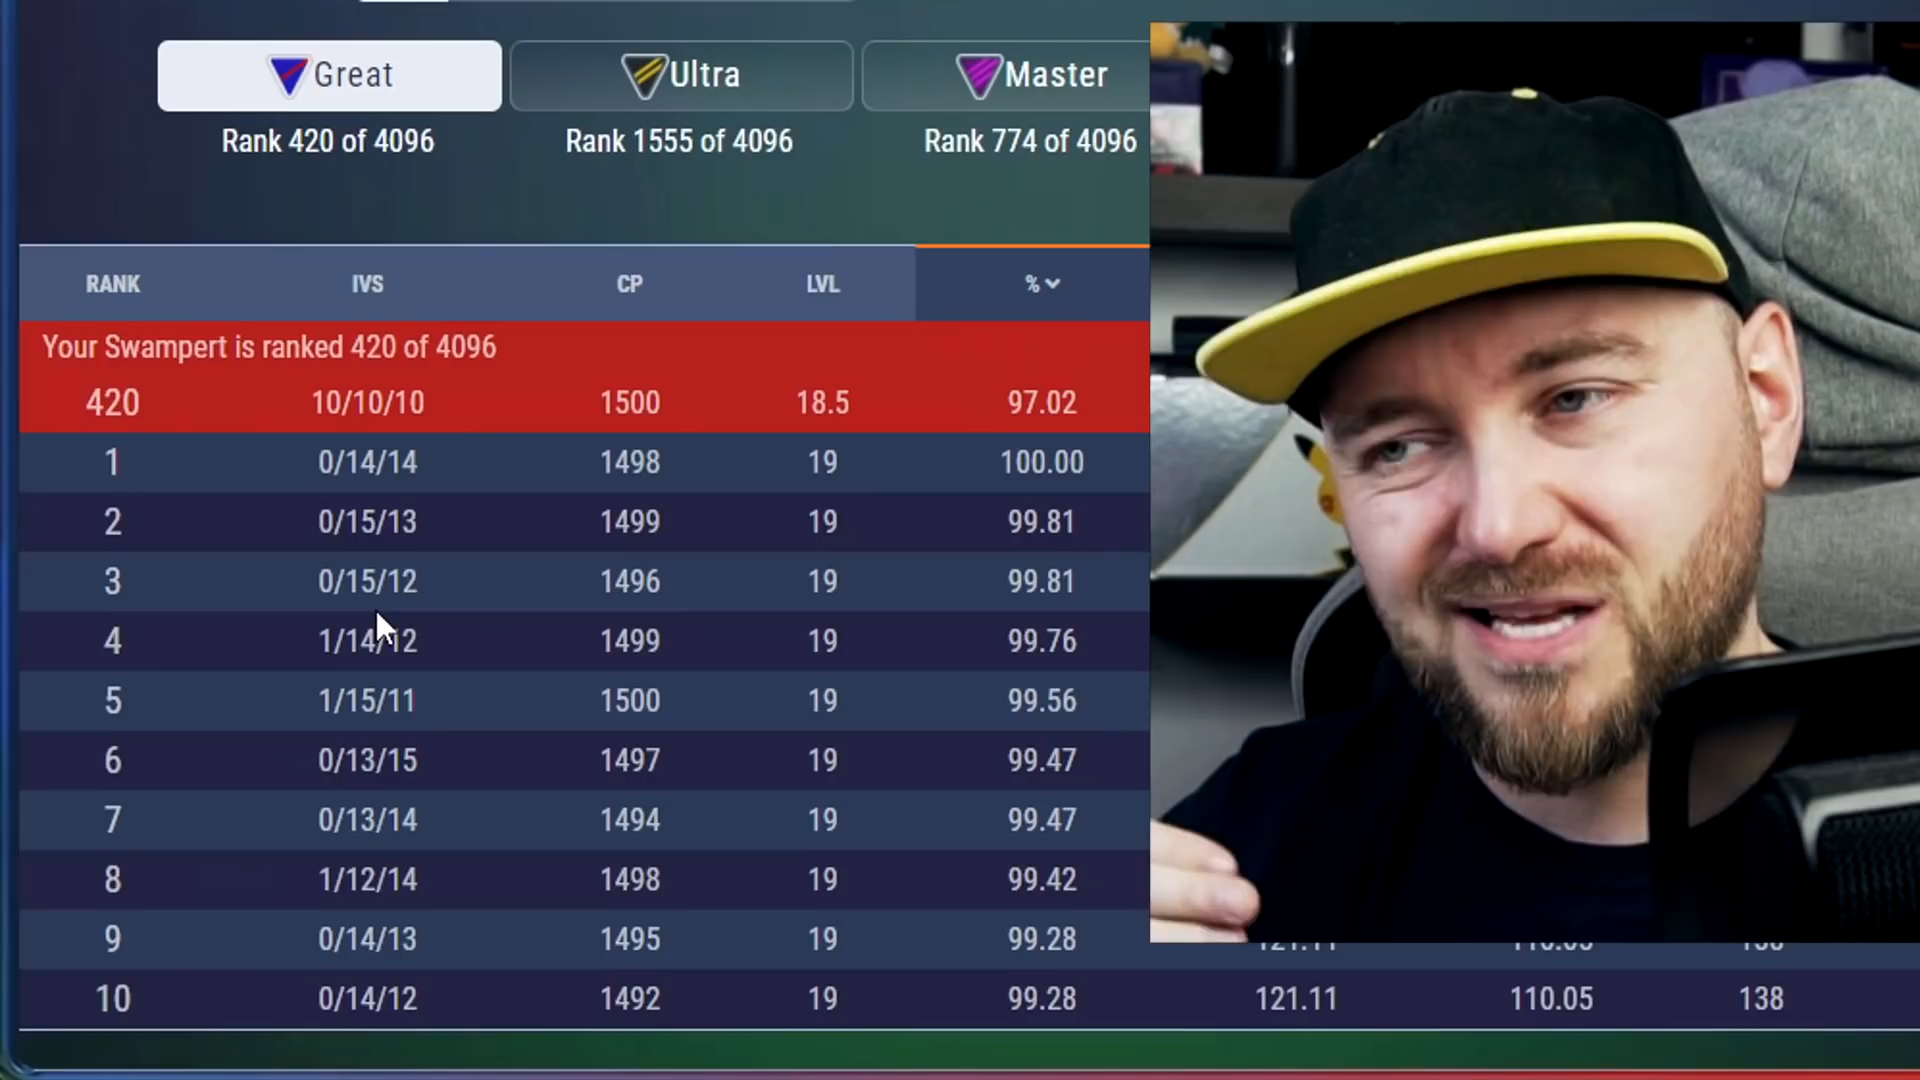 Great Ultra Master
Rank 420 of 4096 Rank 1555 of 4096 Rank 774 of 4096
RANK IVS CP LVL %
Your Swampert is ranked 420 of 4096
420 10/10/10 1500 18.5 97.02
1 0/14/14 1498 19 100.00
2 0/15/13 1499 19 99.81
3 0/15/12 1496 19 99.81
4 1/14/12 1499 19 99.76
5 1/15/11 1500 19 99.56
6 0/13/15 1497 19 99.47
7 0/13/14 1494 19 99.47
8 1/12/14 1498 19 99.42
9 0/14/13 1495 19 99.28
10 0/14/12 1492 19 99.28 121.11 110.05 138